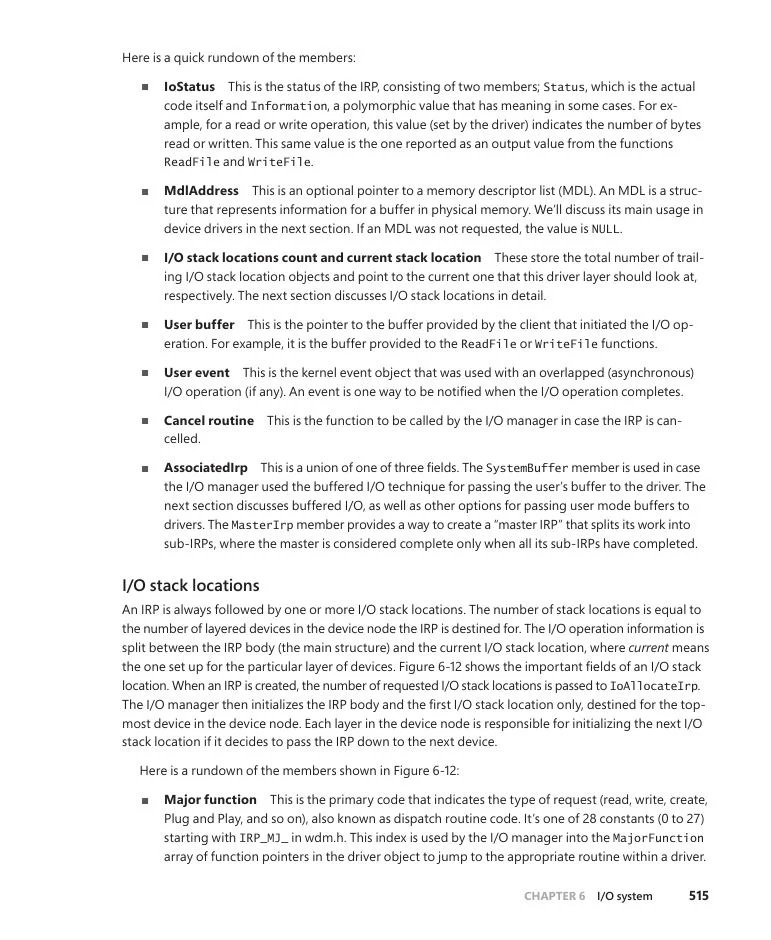 Here is a quick rundown of the members:
■ IoStatus This is the status of the IRP, consisting of two members; Status, which is the actual
code itself and Information, a polymorphic value that has meaning in some cases. For ex-
ample, for a read or write operation, this value (set by the driver) indicates the number of bytes
read or written. This same value is the one reported as an output value from the functions
ReadFile and WriteFile.
■ MdlAddress This is an optional pointer to a memory descriptor list (MDL). An MDL is a struc-
ture that represents information for a buffer in physical memory. We’ll discuss its main usage in
device drivers in the next section. If an MDL was not requested, the value is NULL.
■ I/O stack locations count and current stack location These store the total number of trail-
ing I/O stack location objects and point to the current one that this driver layer should look at,
respectively. The next section discusses I/O stack locations in detail.
■ User buffer This is the pointer to the buffer provided by the client that initiated the I/O op-
eration. For example, it is the buffer provided to the ReadFile or WriteFile functions.
■ User event This is the kernel event object that was used with an overlapped (asynchronous)
I/O operation (if any). An event is one way to be notified when the I/O operation completes.
■ Cancel routine This is the function to be called by the I/O manager in case the IRP is can-
celled.
■ AssociatedIrp This is a union of one of three fields. The SystemBuffer member is used in case
the I/O manager used the buffered I/O technique for passing the user’s buffer to the driver. The
next section discusses buffered I/O, as well as other options for passing user mode buffers to
drivers. The MasterIrp member provides a way to create a “master IRP” that splits its work into
sub-IRPs, where the master is considered complete only when all its sub-IRPs have completed.
I/O stack locations
An IRP is always followed by one or more I/O stack locations. The number of stack locations is equal to
the number of layered devices in the device node the IRP is destined for. The I/O operation information is
split between the IRP body (the main structure) and the current I/O stack location, where current means
the one set up for the particular layer of devices. Figure 6-12 shows the important fields of an I/O stack
location. When an IRP is created, the number of requested I/O stack locations is passed to IoAllocateIrp.
The I/O manager then initializes the IRP body and the first I/O stack location only, destined for the top-
most device in the device node. Each layer in the device node is responsible for initializing the next I/O
stack location if it decides to pass the IRP down to the next device.
Here is a rundown of the members shown in Figure 6-12:
■ Major function This is the primary code that indicates the type of request (read, write, create,
Plug and Play, and so on), also known as dispatch routine code. It’s one of 28 constants (0 to 27)
starting with IRP_MJ_ in wdm.h. This index is used by the I/O manager into the MajorFunction
array of function pointers in the driver object to jump to the appropriate routine within a driver.
CHAPTER 6 I/O system 515